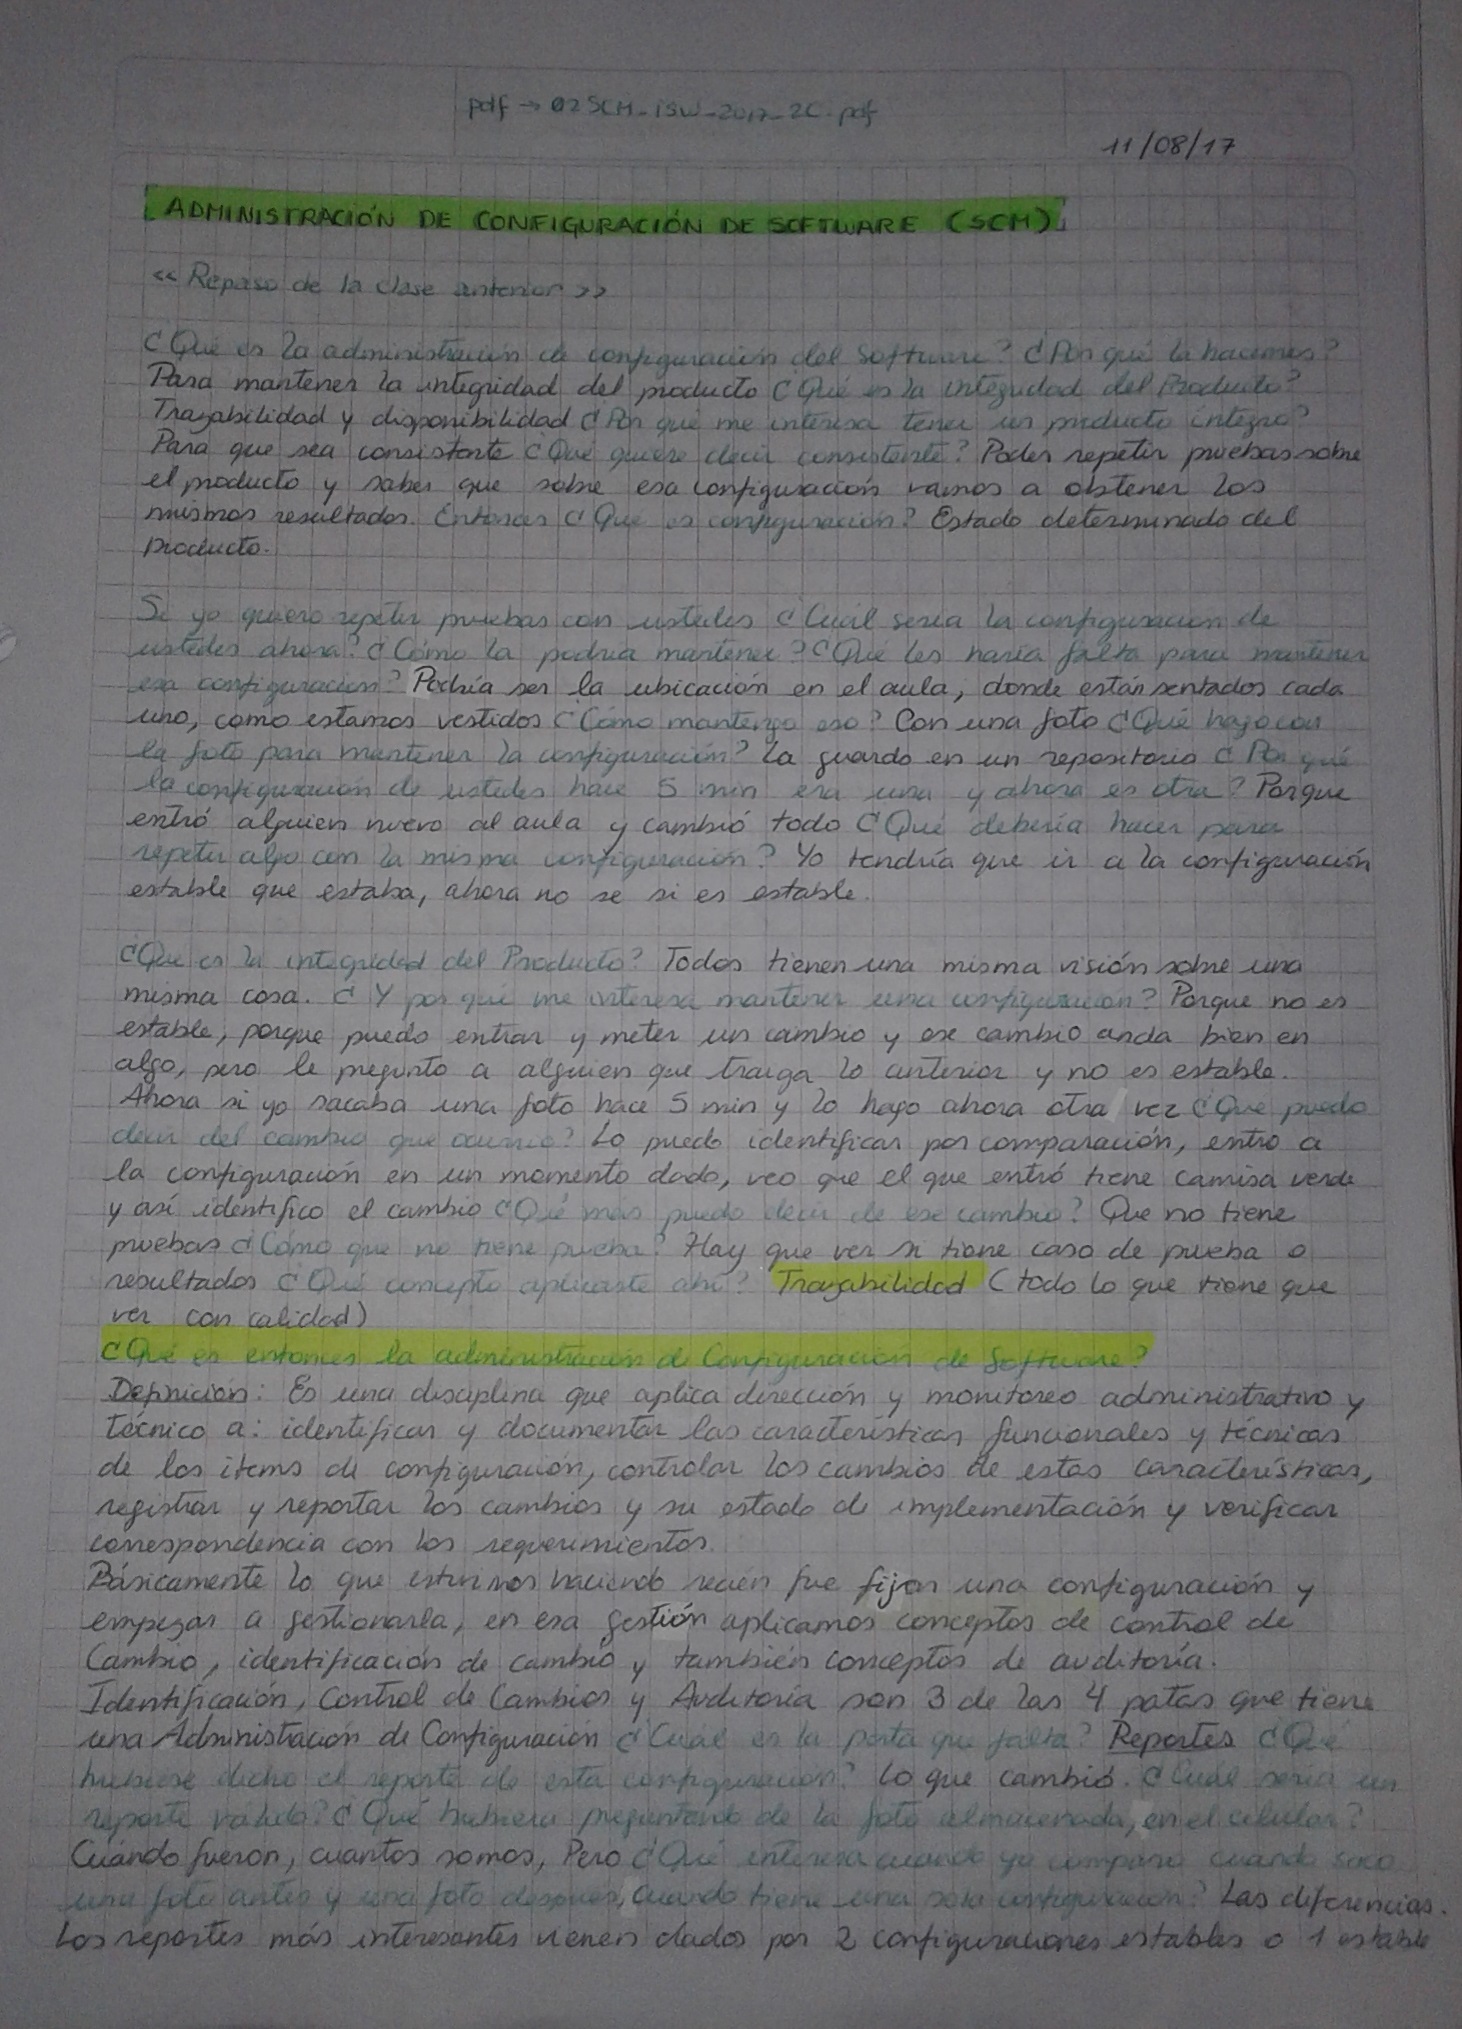 pdf → 02 SCM_ISW_2017_2C.pdf
11/08/17
ADMINISTRACIÓN DE CONFIGURACIÓN DE SOFTWARE (SCM)
<< Repaso de la clase anterior >>
¿Qué es la administración de configuración del software? ¿Por qué la hacemos?
Para mantener la integridad del producto ¿Qué es la integridad del Producto?
Trazabilidad y disponibilidad ¿Por qué me interesa tener un producto íntegro?
Para que sea consistente ¿Qué quiere decir consistente? Poder repetir pruebas sobre
el producto y saber que sobre esa configuración vamos a obtener los
mismos resultados. Entonces ¿Qué es configuración? Estado determinado del
producto.
Si yo quiero repetir pruebas con ustedes ¿Cuál sería la configuración de
ustedes ahora? ¿Cómo la podría mantener? ¿Qué les haría falta para mantener
esa configuración? Podría ser la ubicación en el aula, donde están sentados cada
uno, como estamos vestidos ¿Cómo mantengo eso? Con una foto ¿Qué hago con
la foto para mantener la configuración? La guardo en un repositorio ¿Por qué
la configuración de ustedes hace 5 min era una y ahora es otra? Porque
entró alguien nuevo al aula y cambió todo ¿Qué debería hacer para
repetir algo con la misma configuración? Yo tendría que ir a la configuración
estable que estaba, ahora no se si es estable.
¿Que es la integridad del Producto? Todos tienen una misma visión sobre una
misma cosa. ¿Y por qué me interesa mantener una configuración? Porque no es
estable, porque puedo entrar y meter un cambio y ese cambio anda bien en
algo, pero le pregunto a alguien que traiga lo anterior y no es estable.
Ahora si yo sacaba una foto hace 5 min y lo hago ahora otra vez ¿Que puedo
decir del cambio que ocurrió? Lo puedo identificar por comparación, entro a
la configuración en un momento dado, veo que el que entró tiene camisa verde
y así identifico el cambio ¿Qué más puedo decir de ese cambio? Que no tiene
pruebas ¿Cómo que no tiene prueba? Hay que ver si tiene caso de prueba o
resultados ¿Qué concepto aplicaste ahí? Trazabilidad (todo lo que tiene que
ver con calidad)
¿Qué es entonces la administración de Configuración de Software?
Definición: Es una disciplina que aplica dirección y monitoreo administrativo y
técnico a: identificar y documentar las características funcionales y técnicas
de los items de configuración, controlar los cambios de estas características,
registrar y reportar los cambios y su estado de implementación y verificar
correspondencia con los requerimientos.
Básicamente lo que estuvimos haciendo recién fue fijar una configuración y
empezar a gestionarla, en esa gestión aplicamos conceptos de control de
Cambio, identificación de cambio y también conceptos de auditoría.
Identificación, Control de Cambios y Auditoría son 3 de las 4 patas que tiene
una Administración de Configuración ¿Cuál es la pata que falta? Reportes ¿Qué
hubiese dicho el reporte de esta configuración? Lo que cambió. ¿Cuál sería un
reporte válido? ¿Qué hubiera preguntando de la foto almacenada, en el celular?
Cuándo fueron, cuantos somos, Pero ¿Qué interesa cuando yo comparo cuando saco
una foto antes y una foto después, cuando tiene una sola configuración? Las diferencias.
Los reportes más interesantes vienen dados por 2 configuraciones estables o 1 estable